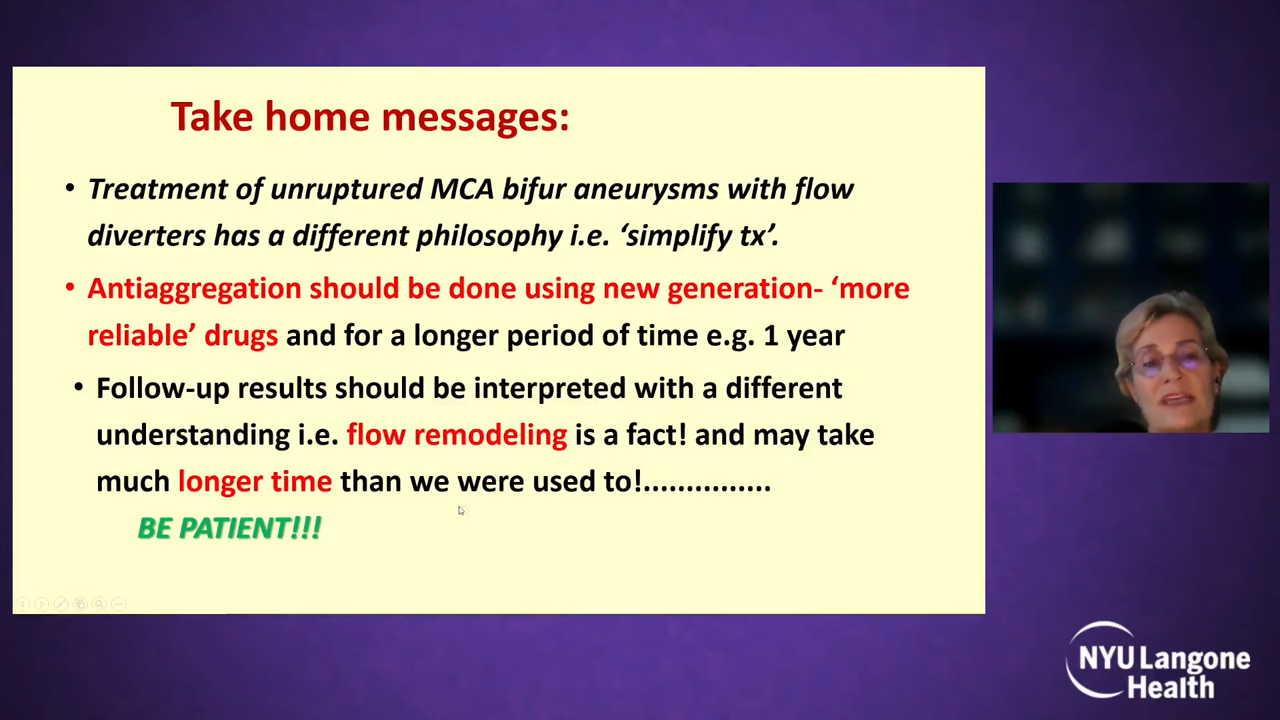 Take home messages:
• Treatment of unruptured MCA bifur aneurysms with flow
diverters has a different philosophy i.e. ‘simplify tx’.
• Antiaggregation should be done using new generation- ‘more
reliable’ drugs and for a longer period of time e.g. 1 year
• Follow-up results should be interpreted with a different
understanding i.e. flow remodeling is a fact! and may take
much longer time than we were used to!...............
BE PATIENT!!!
NYU Langone
Health